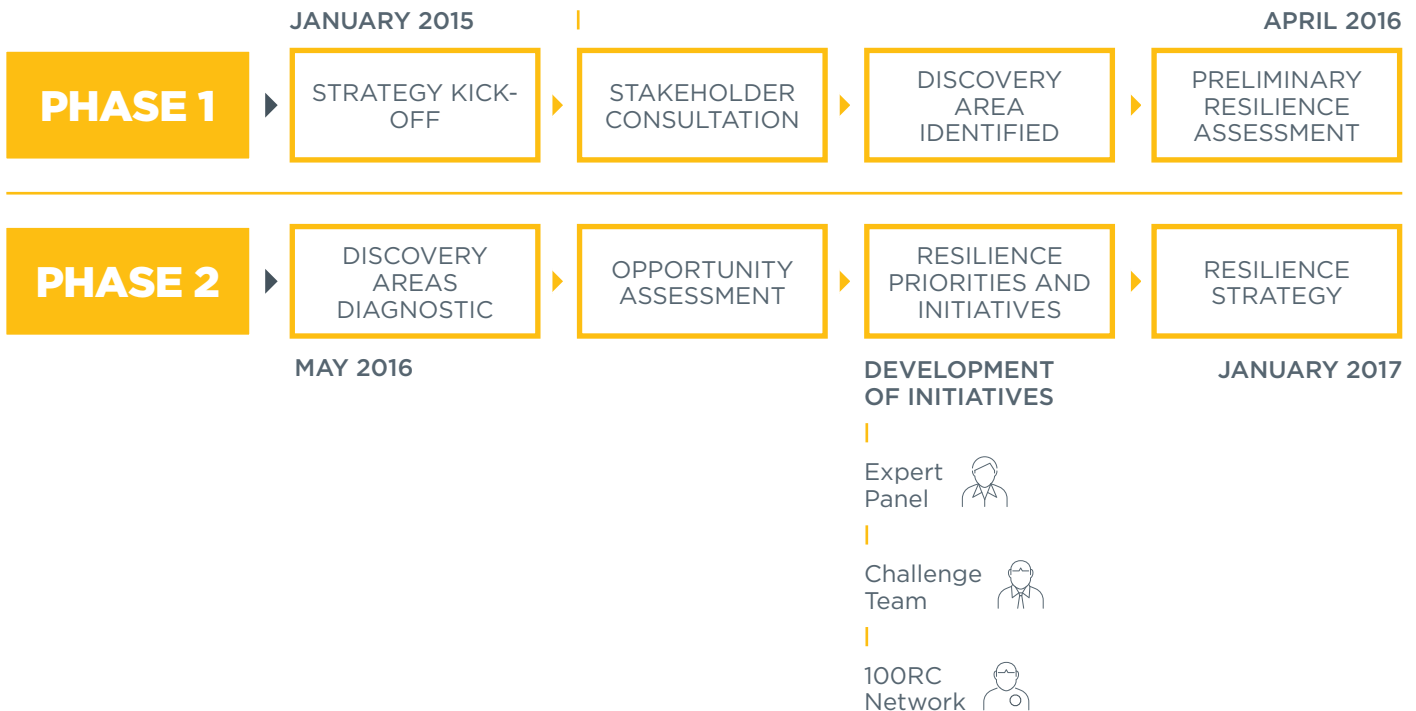 JANUARY 2015
APRIL 2016
PHASE 1
STRATEGY KICK-
OFF
STAKEHOLDER
CONSULTATION
DISCOVERY
AREA
IDENTIFIED
PRELIMINARY
RESILIENCE
ASSESSMENT
PHASE 2
DISCOVERY
AREAS
DIAGNOSTIC
OPPORTUNITY
ASSESSMENT
RESILIENCE
PRIORITIES AND
INITIATIVES
RESILIENCE
STRATEGY
MAY 2016
DEVELOPMENT
OF INITIATIVES
JANUARY 2017
Expert
Panel
Challenge
Team
100RC
Network